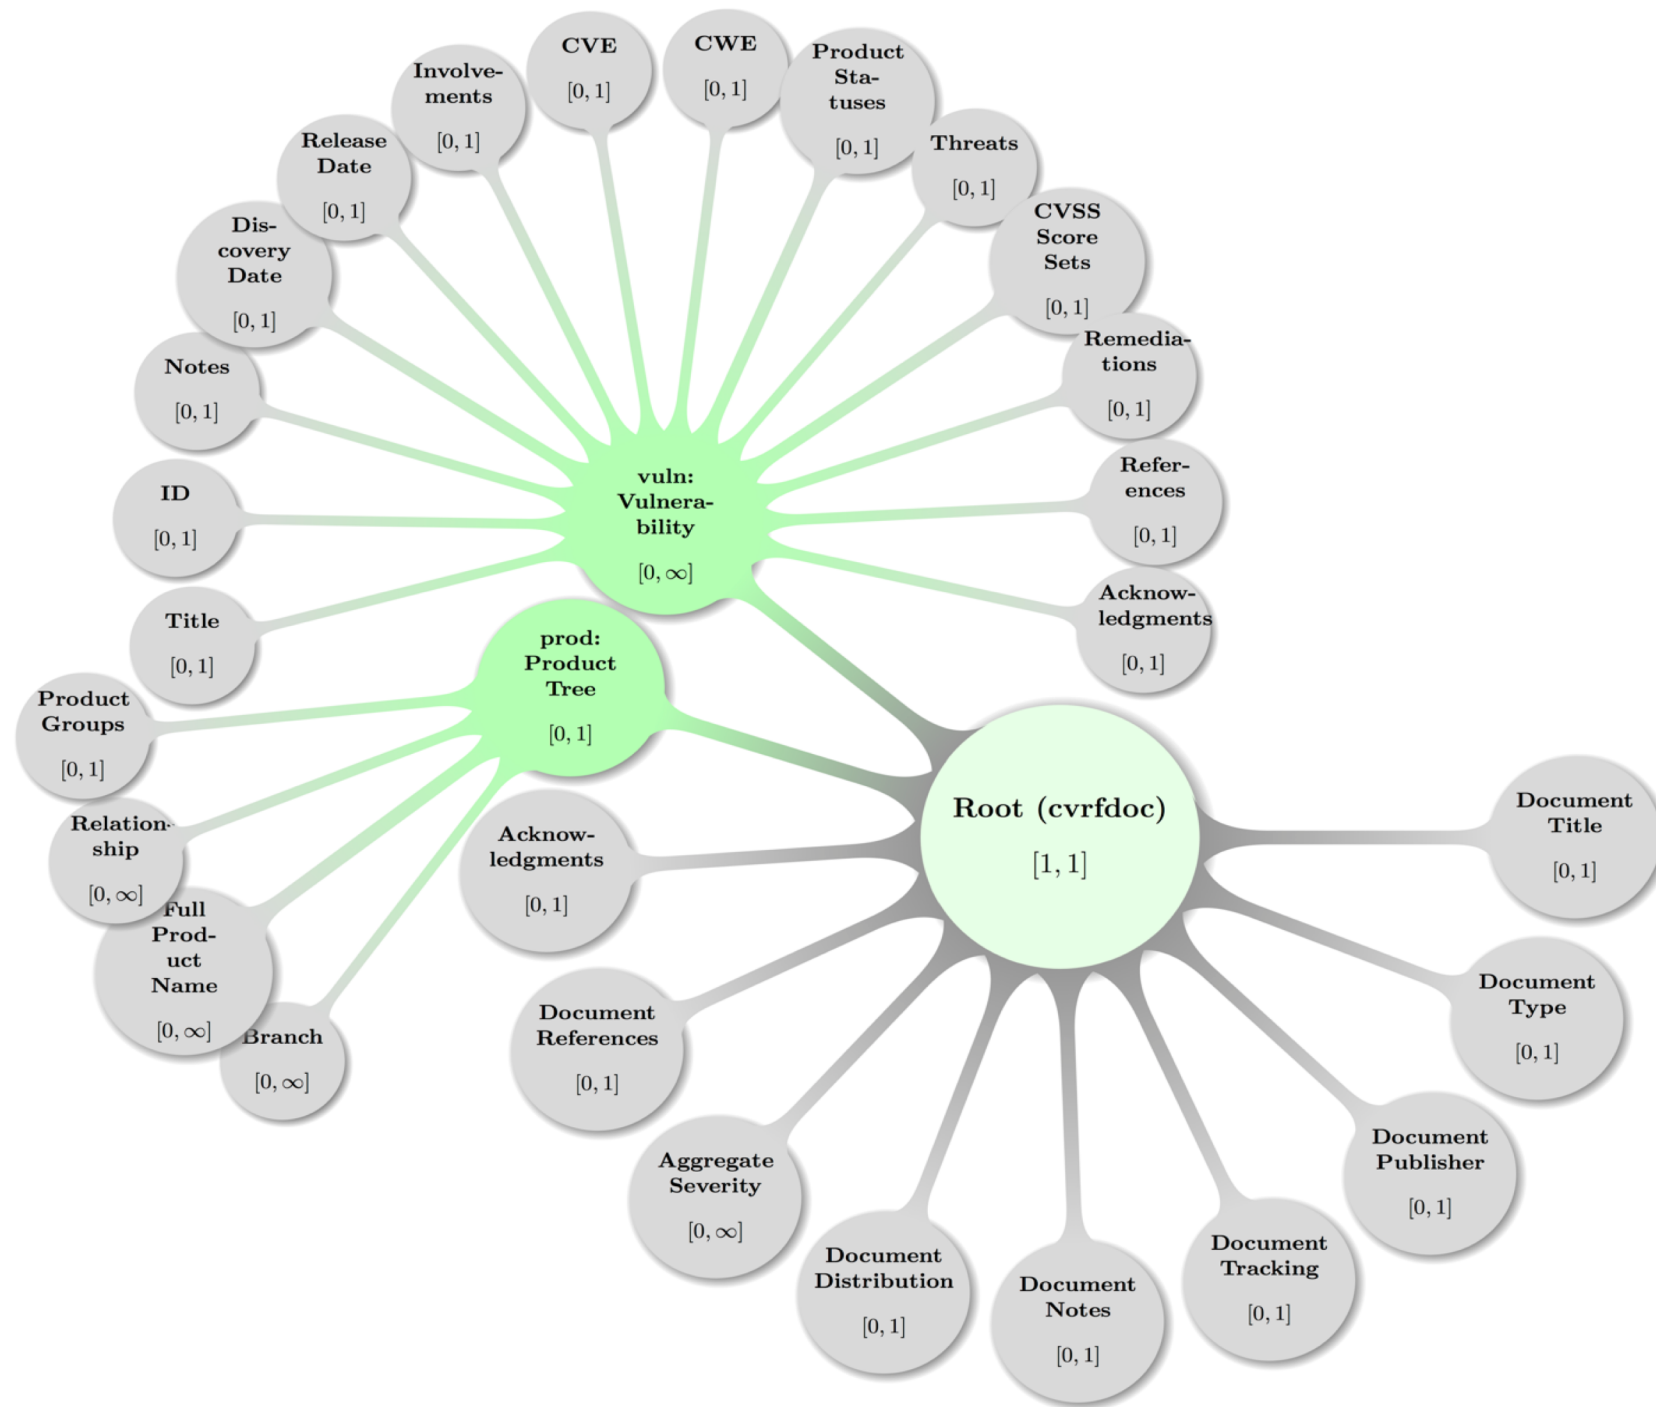 CVE
[0, 1]
CWE
[0, 1]
Product
Sta-
tuses
[0, 1]
Involve-
ments
[0, 1]
Threats
[0, 1]
Release
Date
[0, 1]
CVSS
Score
Sets
[0, 1]
Dis-
covery
Date
[0, 1]
Remedia-
tions
[0, 1]
Notes
[0, 1]
Refer-
ences
[0, 1]
ID
[0, 1]
vuln:
Vulnera-
bility
[0, ∞]
Acknow-
ledgments
[0, 1]
Title
[0, 1]
prod:
Product
Tree
[0, 1]
Product
Groups
[0, 1]
Relation-
ship
[0, ∞]
Full
Prod-
uct
Name
[0, ∞]
Branch
[0, ∞]
Root (cvrfdoc)
[1, 1]
Document
Title
[0, 1]
Acknow-
ledgments
[0, 1]
Document
Type
[0, 1]
Document
References
[0, 1]
Document
Publisher
[0, 1]
Aggregate
Severity
[0, ∞]
Document
Tracking
[0, 1]
Document
Distribution
[0, 1]
Document
Notes
[0, 1]